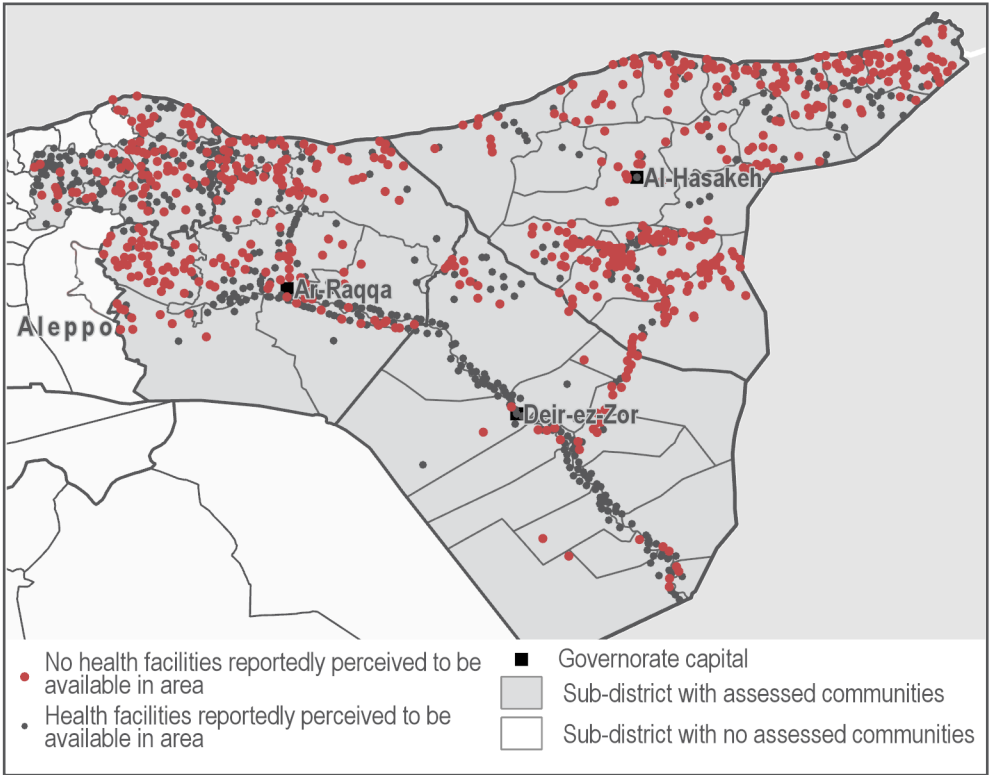 Al-Hasakeh
Ar-Raqqa
Aleppo
Deir-ez-Zor
No health facilities reportedly perceived to be
available in area
Health facilities reportedly perceived to be
available in area
Governorate capital
Sub-district with assessed communities
Sub-district with no assessed communities